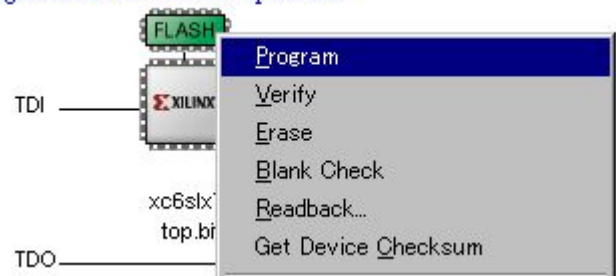 FLASH
Program
TDI
XILINX
Verify
Erase
Blank Check
xc6slx
Readback...
top.bi
Get Device Checksum
TDO